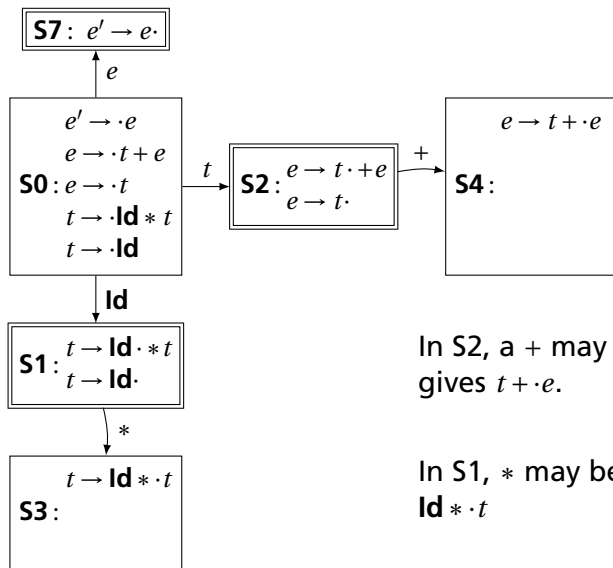 S7: e′ → e·
e
e′ → ·e
e → ·t + e
S0: e → ·t
t → ·Id * t
t → ·Id
t
S2: e → t· + e
e → t·
+
e → t + ·e
S4:
Id
S1: t → Id· * t
t → Id·
*
t → Id * ·t
S3:
In S2, a + may
gives t + ·e.
In S1, * may be
Id * ·t